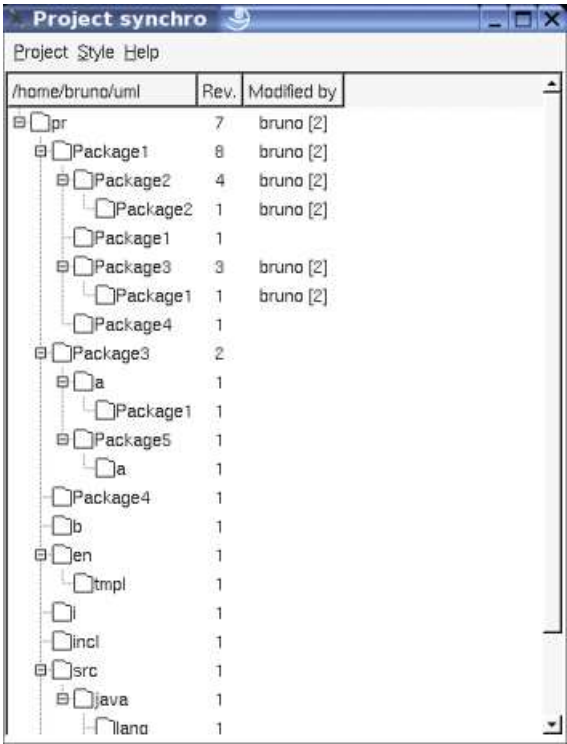 Project synchro
Project Style Help
/home/bruno/uml Rev. Modified by
pr 7 bruno [2]
Package1 8 bruno [2]
Package2 4 bruno [2]
Package2 1 bruno [2]
Package1 1
Package3 3 bruno [2]
Package1 1 bruno [2]
Package4 1
Package3 2
a 1
Package1 1
Package5 1
a 1
Package4 1
b 1
en 1
tmpl 1
i 1
incl 1
src 1
java 1
llang 1